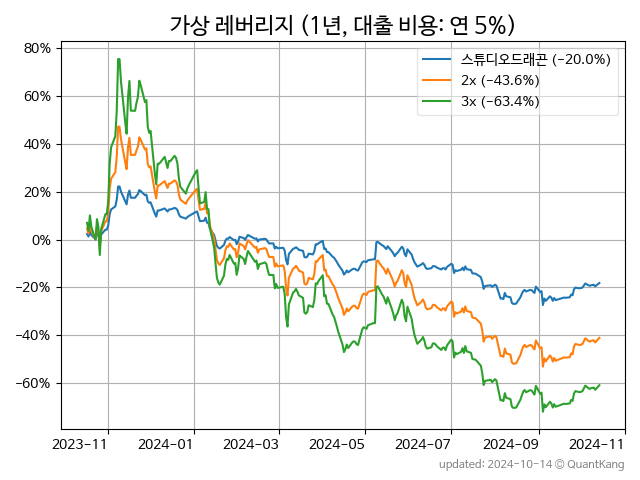 가상 레버리지 (1년, 대출 비용: 연 5%)
스튜디오드래곤 (-20.0%)
2x (-43.6%)
3x (-63.4%)
80%
60%
40%
20%
0%
-20%
-40%
-60%
2023-11 2024-01 2024-03 2024-05 2024-07 2024-09 2024-11
updated: 2024-10-14 © QuantKang